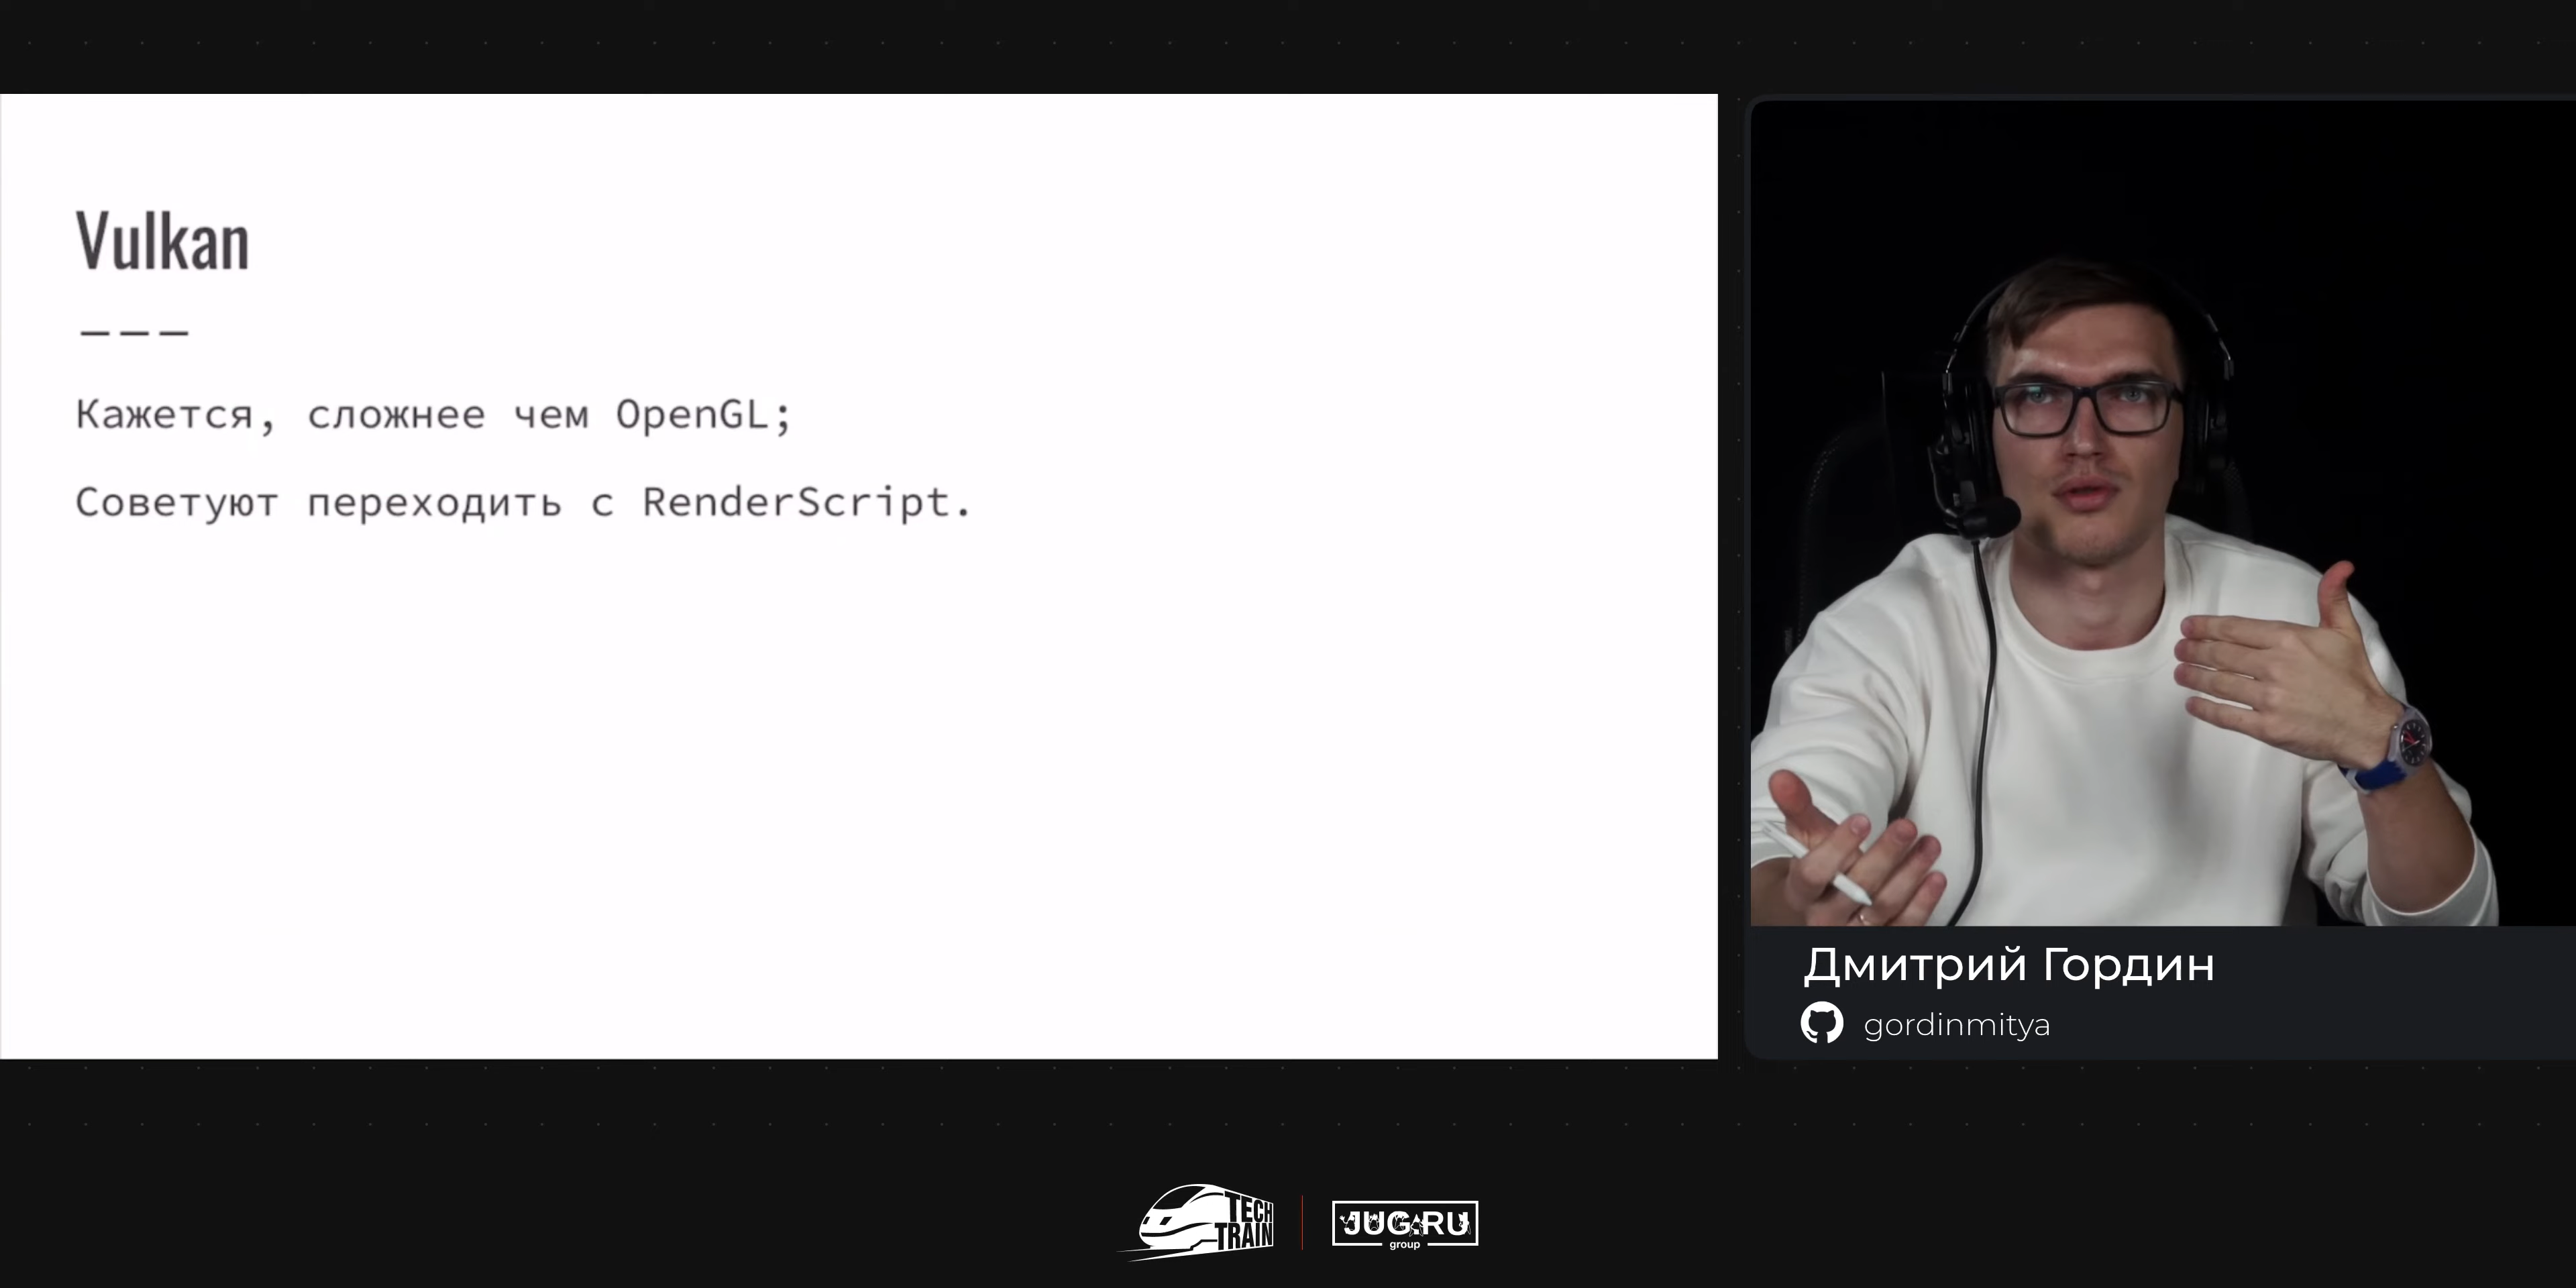 Vulkan
---
Кажется, сложнее чем OpenGL;
Советуют переходить с RenderScript.
Дмитрий Гордин
gordinmitya
TECH
TRAIN
JUG.RU
group